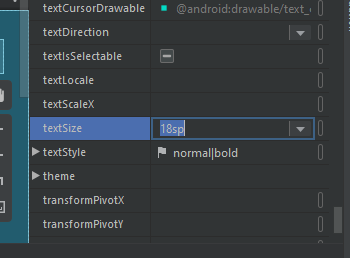 textCursorDrawable @android:drawable/text_
textDirection
textIsSelectable
textLocale
textScaleX
textSize 18sp
textStyle normal|bold
theme
transformPivotX
transformPivotY